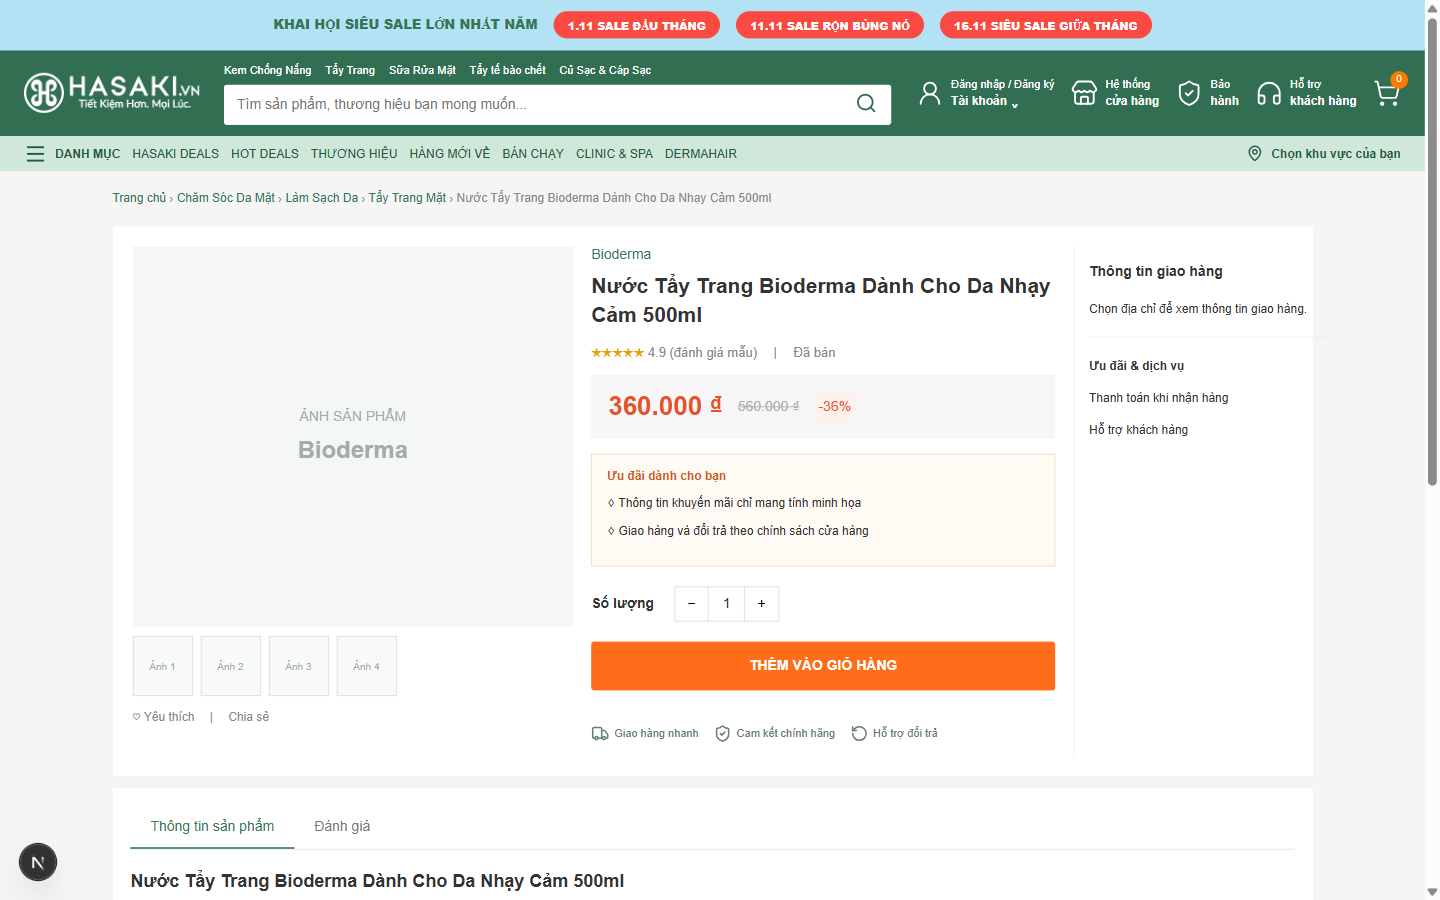 KHAI HỘI SIÊU SALE LỚN NHẤT NĂM
1.11 SALE ĐẦU THÁNG
11.11 SALE RỘN BÙNG NỔ
16.11 SIÊU SALE GIỮA THÁNG
HASAKI.VN
Tiết Kiệm Hơn. Mọi Lúc.
Kem Chống Nắng Tẩy Trang Sữa Rửa Mặt Tẩy tế bào chết Củ Sạc & Cáp Sạc
Tìm sản phẩm, thương hiệu bạn mong muốn...
Đăng nhập / Đăng ký
Tài khoản
Hệ thống
cửa hàng
Bảo
hành
Hỗ trợ
khách hàng
0
DANH MỤC HASAKI DEALS HOT DEALS THƯƠNG HIỆU HÀNG MỚI VỀ BÁN CHẠY CLINIC & SPA DERMAHAIR
Chọn khu vực của bạn
Trang chủ › Chăm Sóc Da Mặt › Làm Sạch Da › Tẩy Trang Mặt › Nước Tẩy Trang Bioderma Dành Cho Da Nhạy Cảm 500ml
ẢNH SẢN PHẨM
Bioderma
Ảnh 1
Ảnh 2
Ảnh 3
Ảnh 4
♡ Yêu thích | Chia sẻ
Bioderma
Nước Tẩy Trang Bioderma Dành Cho Da Nhạy
Cảm 500ml
★★★★★ 4.9 (đánh giá mẫu) | Đã bán
360.000 ₫ 560.000 ₫ -36%
Ưu đãi dành cho bạn
◊ Thông tin khuyến mãi chỉ mang tính minh họa
◊ Giao hàng và đổi trả theo chính sách cửa hàng
Số lượng − 1 +
THÊM VÀO GIỎ HÀNG
Giao hàng nhanh
Cam kết chính hãng
Hỗ trợ đổi trả
Thông tin giao hàng
Chọn địa chỉ để xem thông tin giao hàng.
Ưu đãi & dịch vụ
Thanh toán khi nhận hàng
Hỗ trợ khách hàng
Thông tin sản phẩm
Đánh giá
Nước Tẩy Trang Bioderma Dành Cho Da Nhạy Cảm 500ml
N